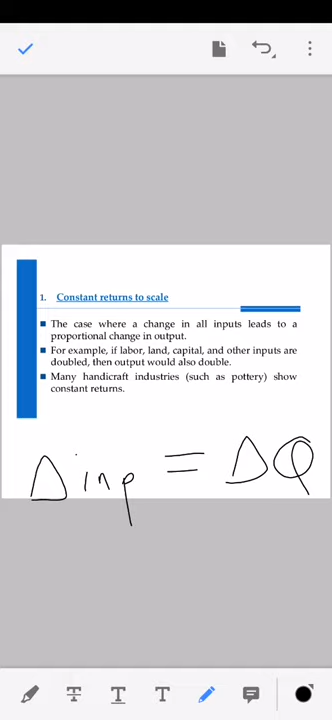 1. Constant returns to scale
■ The case where a change in all inputs leads to a
proportional change in output.
■ For example, if labor, land, capital, and other inputs are
doubled, then output would also double.
■ Many handicraft industries (such as pottery) show
constant returns.
Δ inp = ΔQ